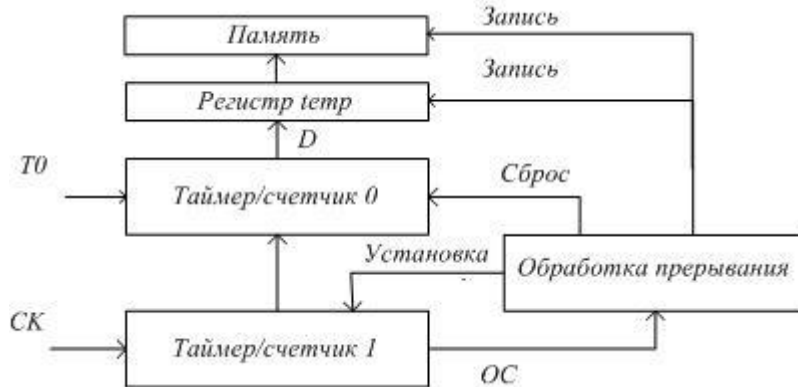 Запись
Память
Запись
Регистр temp
D
T0
Сброс
Таймер/счетчик 0
Установка
Обработка прерывания
CK
Таймер/счетчик 1
OC